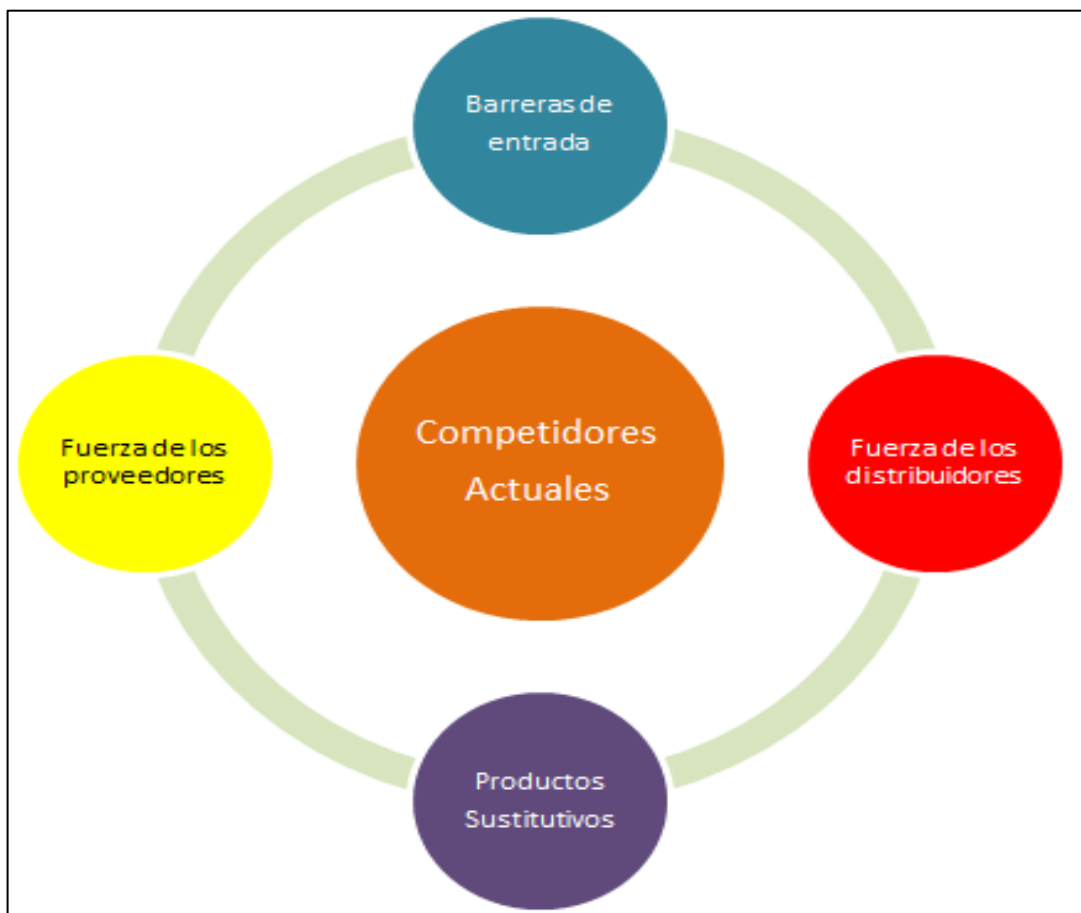 Barreras de
entrada
Fuerza de los
proveedores
Competidores
Actuales
Fuerza de los
distribuidores
Productos
Sustitutivos